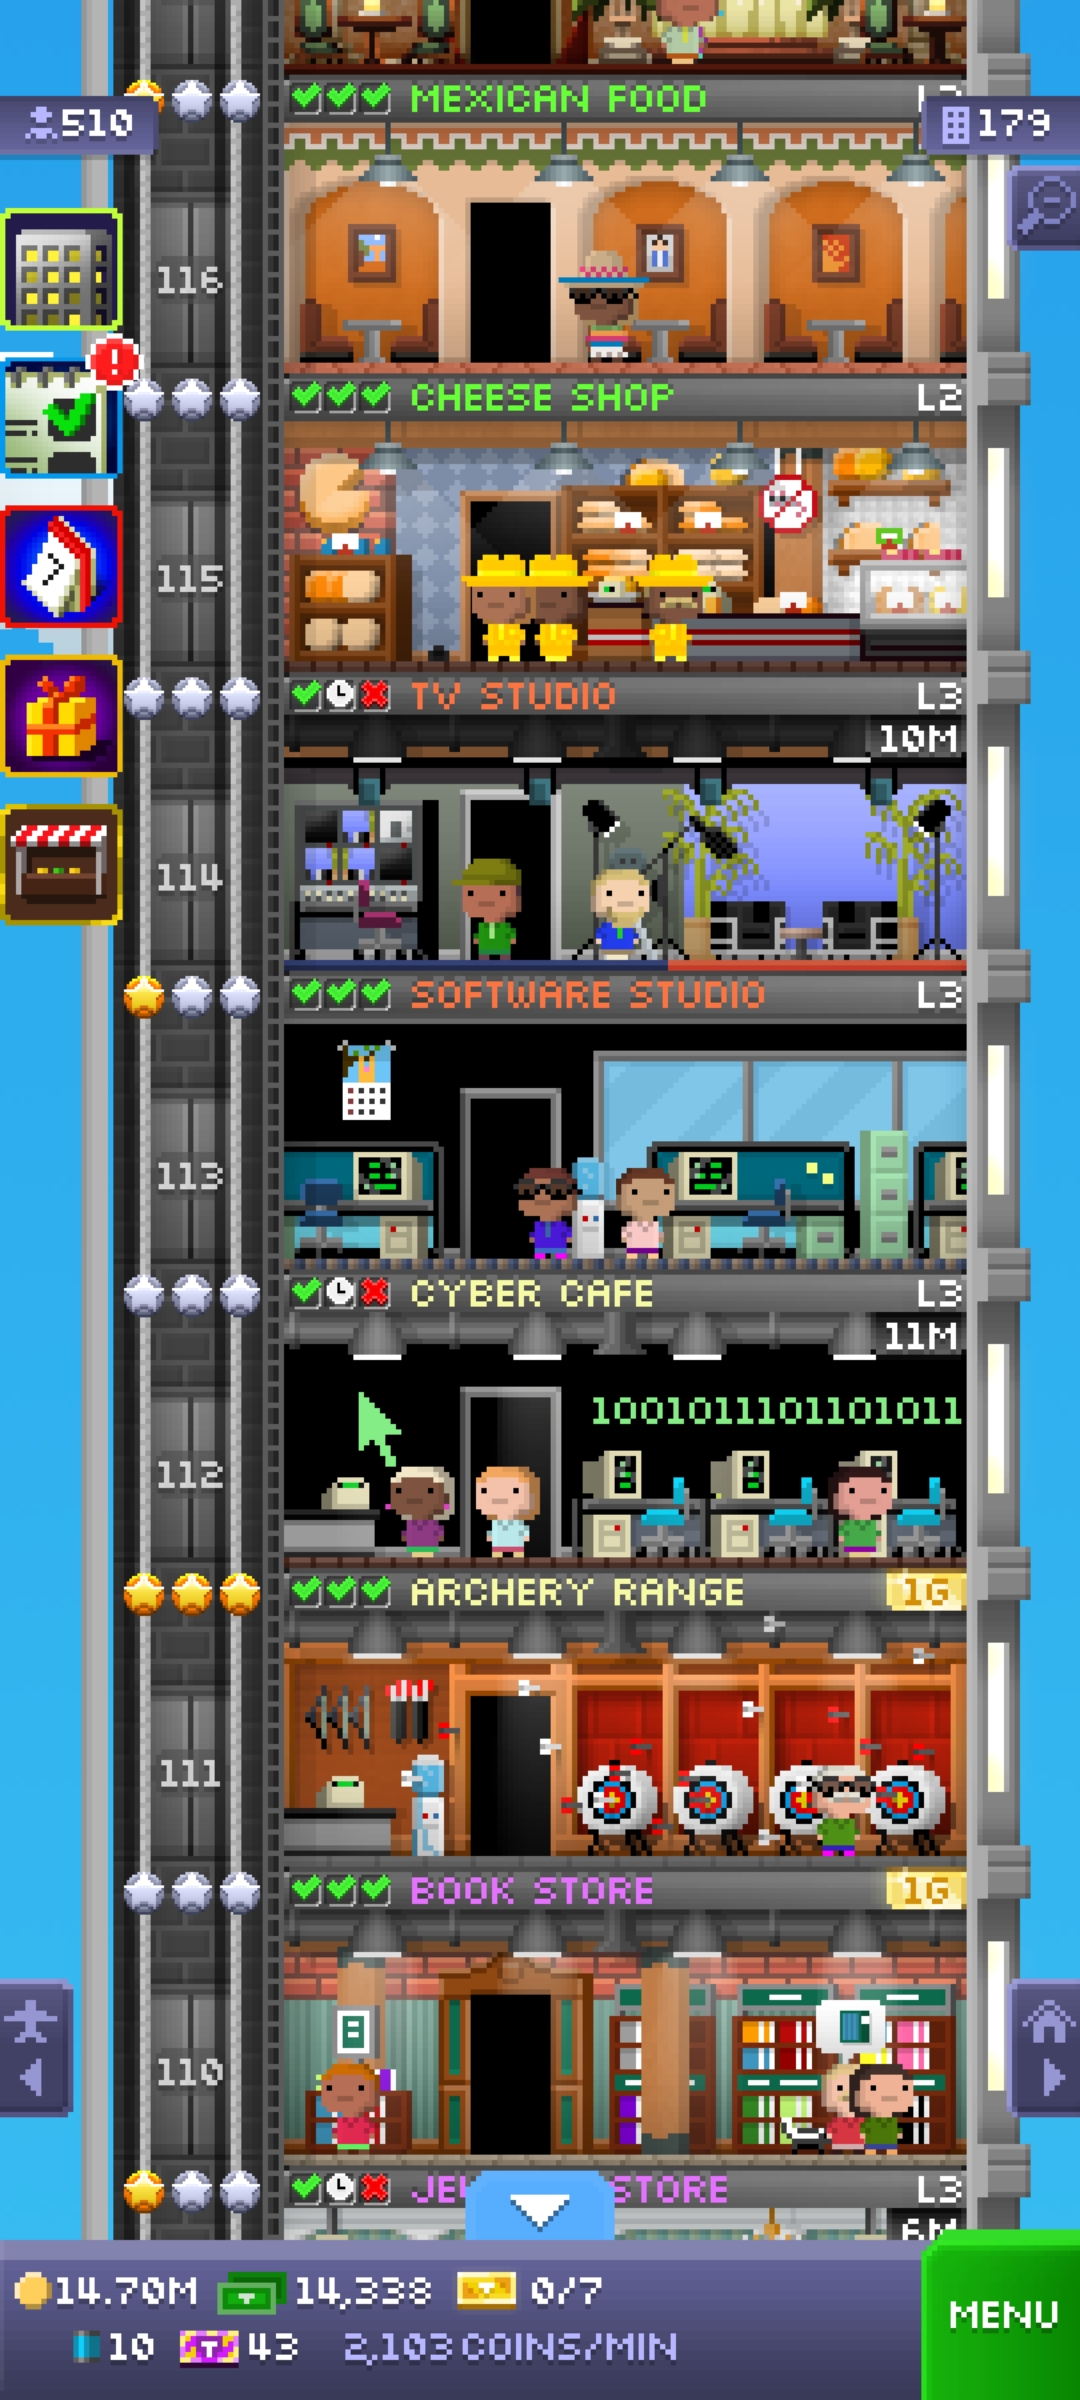 MEXICAN FOOD
510
179
116
CHEESE SHOP L2
7
115
TV STUDIO L3
10M
114
SOFTWARE STUDIO L3
113
CYBER CAFE L3
11M
1001011101101011
112
ARCHERY RANGE 1G
111
BOOK STORE 1G
110
STORE L3
6M
14.70M 14,338 0/7
MENU
10 43 2,103 COINS/MIN